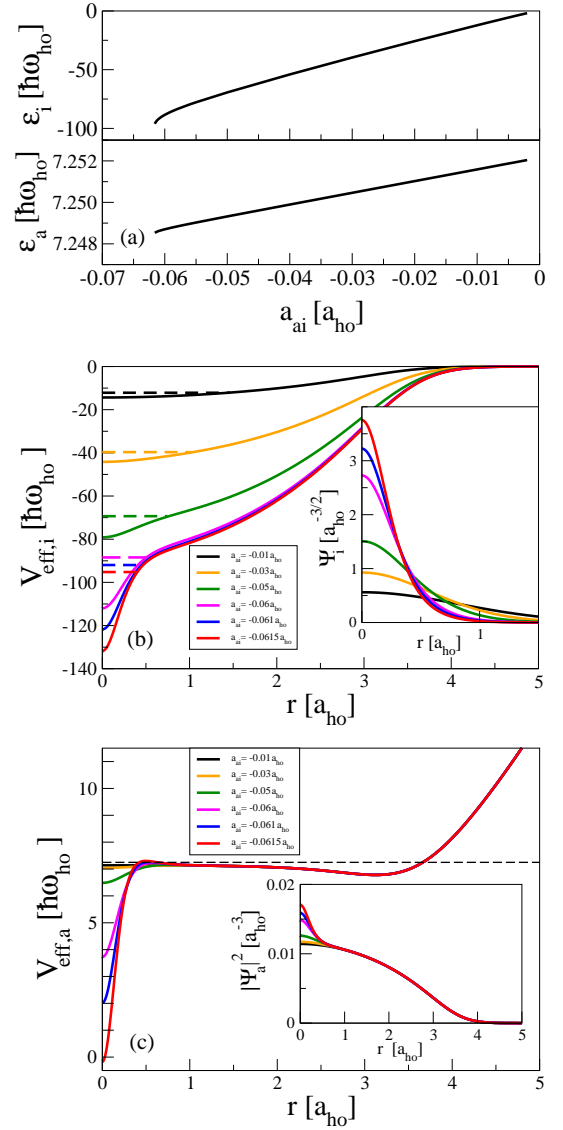 0
-50
-100
ε_i [ħω_ho]
7.252
7.250
7.248
ε_a [ħω_ho]
(a)
-0.07 -0.06 -0.05 -0.04 -0.03 -0.02 -0.01 0
a_ai [a_ho]
0
-20
-40
-60
-80
-100
-120
-140
V_eff,i [ħω_ho]
a_ai= -0.01a_ho
a_ai= -0.03a_ho
a_ai= -0.05a_ho
a_ai= -0.06a_ho
a_ai= -0.061a_ho
a_ai= -0.0615a_ho
(b)
3
2
1
0
Ψ_i [a_ho^-3/2]
0 1
r [a_ho]
0 1 2 3 4 5
r [a_ho]
10
5
0
V_eff,a [ħω_ho]
a_ai= -0.01a_ho
a_ai= -0.03a_ho
a_ai= -0.05a_ho
a_ai= -0.06a_ho
a_ai= -0.061a_ho
a_ai= -0.0615a_ho
0.02
0.01
0
|Ψ_a|^2 [a_ho^-3]
0 1 2 3 4 5
r [a_ho]
(c)
0 1 2 3 4 5
r [a_ho]